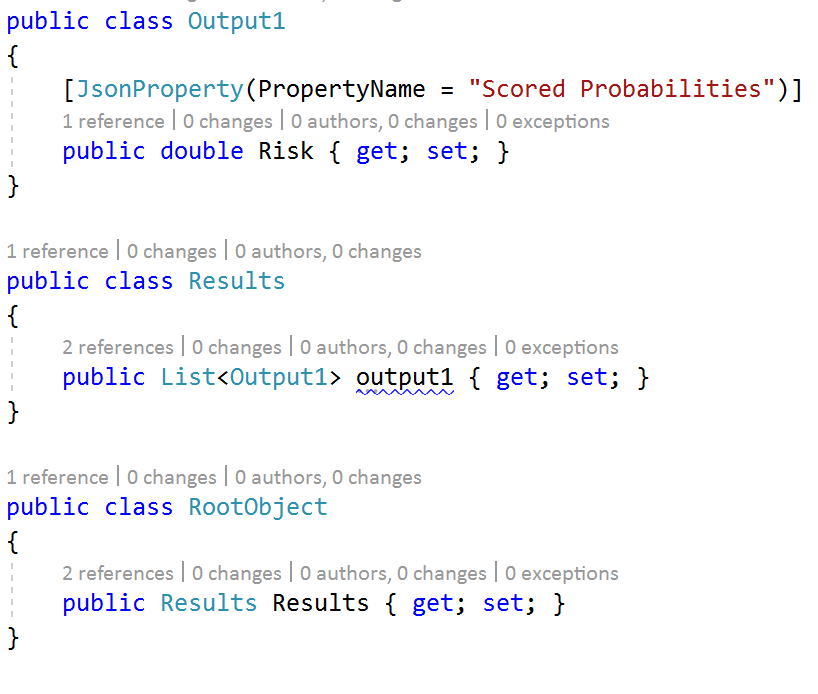 public class Output1
{
[JsonProperty(PropertyName = "Scored Probabilities")]
1 reference | 0 changes | 0 authors, 0 changes | 0 exceptions
public double Risk { get; set; }
}
1 reference | 0 changes | 0 authors, 0 changes
public class Results
{
2 references | 0 changes | 0 authors, 0 changes | 0 exceptions
public List<Output1> output1 { get; set; }
}
1 reference | 0 changes | 0 authors, 0 changes
public class RootObject
{
2 references | 0 changes | 0 authors, 0 changes | 0 exceptions
public Results Results { get; set; }
}